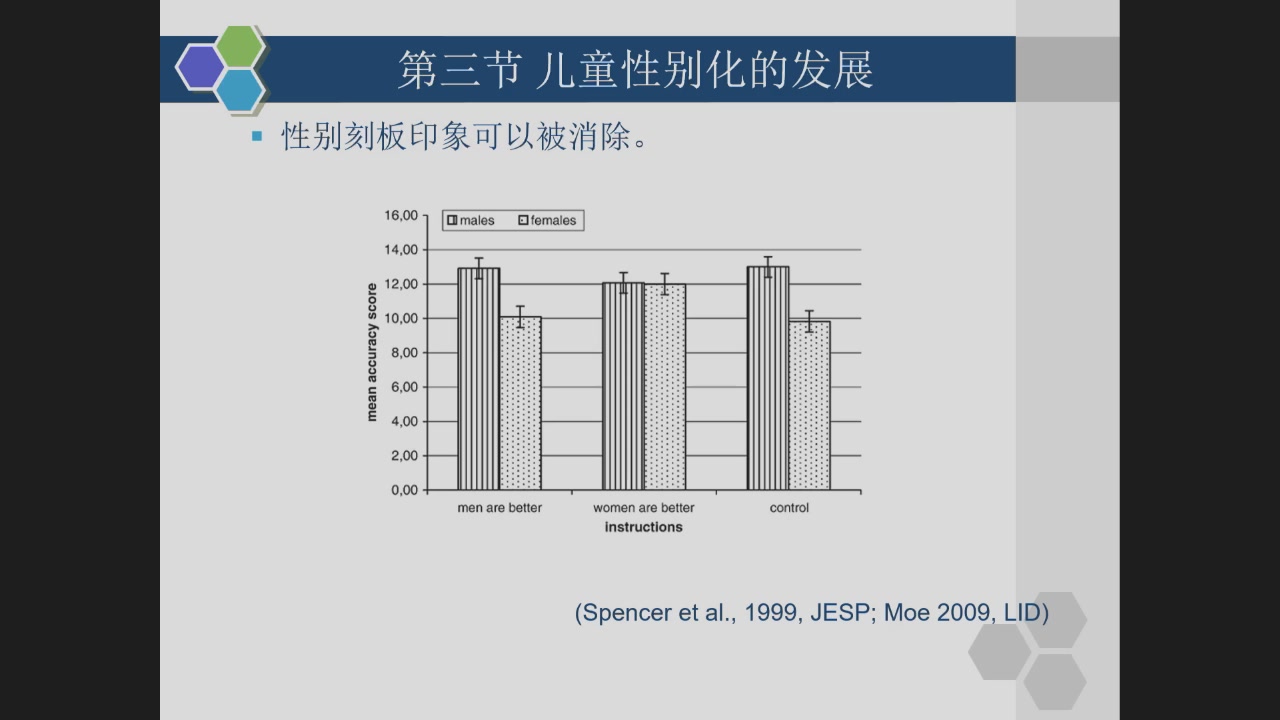 第三节 儿童性别化的发展
性别刻板印象可以被消除。
males females
16,00
14,00
12,00
10,00
8,00
6,00
4,00
2,00
0,00
mean accuracy score
men are better women are better control
instructions
(Spencer et al., 1999, JESP; Moe 2009, LID)